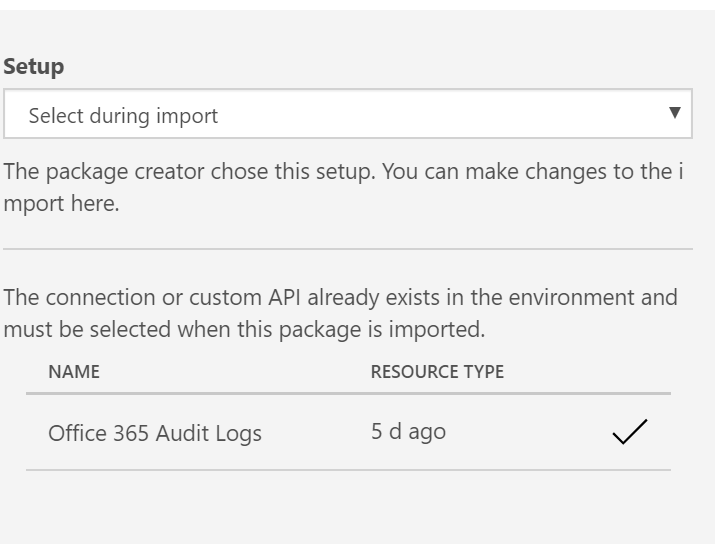 Setup
Select during import
The package creator chose this setup. You can make changes to the i
mport here.
The connection or custom API already exists in the environment and
must be selected when this package is imported.
NAME RESOURCE TYPE
Office 365 Audit Logs 5 d ago